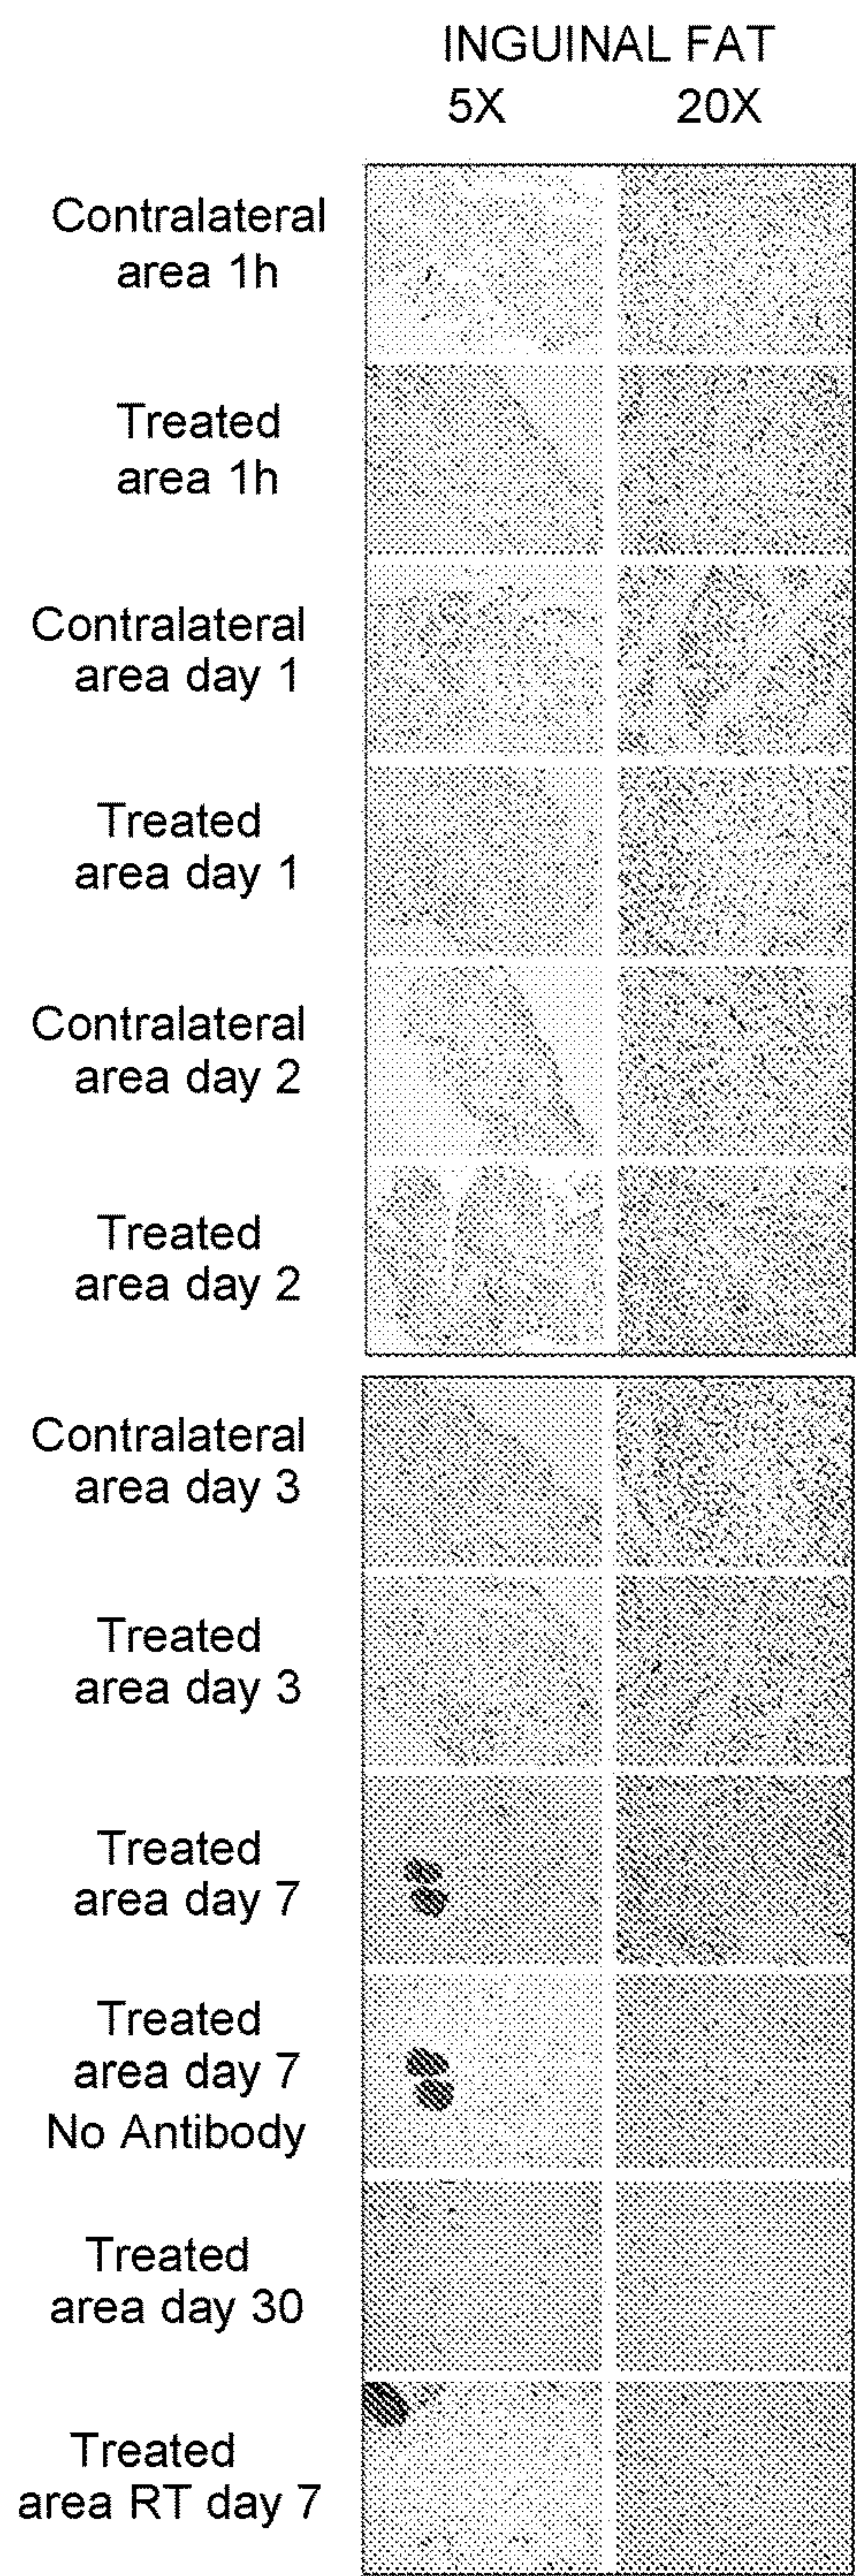 INGUINAL FAT
5X 20X
Contralateral
area 1h
Treated
area 1h
Contralateral
area day 1
Treated
area day 1
Contralateral
area day 2
Treated
area day 2
Contralateral
area day 3
Treated
area day 3
Treated
area day 7
Treated
area day 7
No Antibody
Treated
area day 30
Treated
area RT day 7